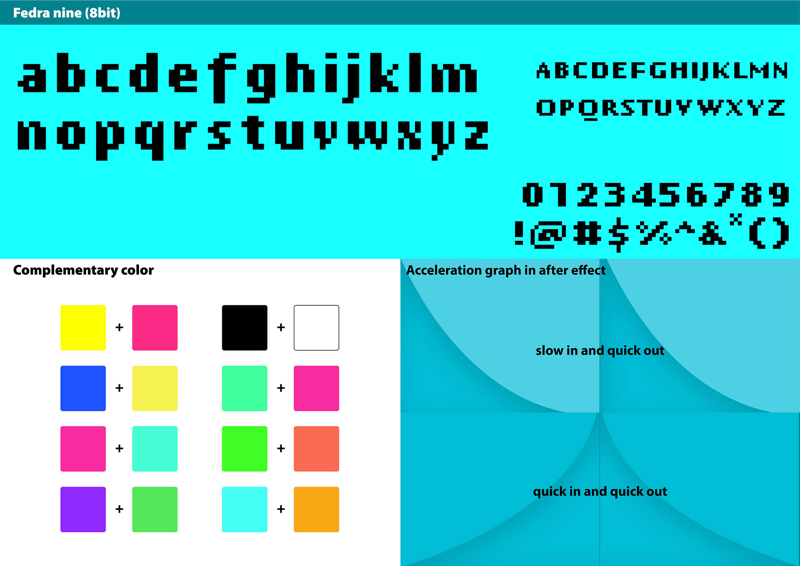 Fedra nine (8bit)
abcdefghijklm
nopqrstuvwxyz
ABCDEFGHIJKLMN
OPQRSTUVWXYZ
0123456789
!@#$%^&*()
Complementary color
+ +
+ +
+ +
+ +
Acceleration graph in after effect
slow in and quick out
quick in and quick out